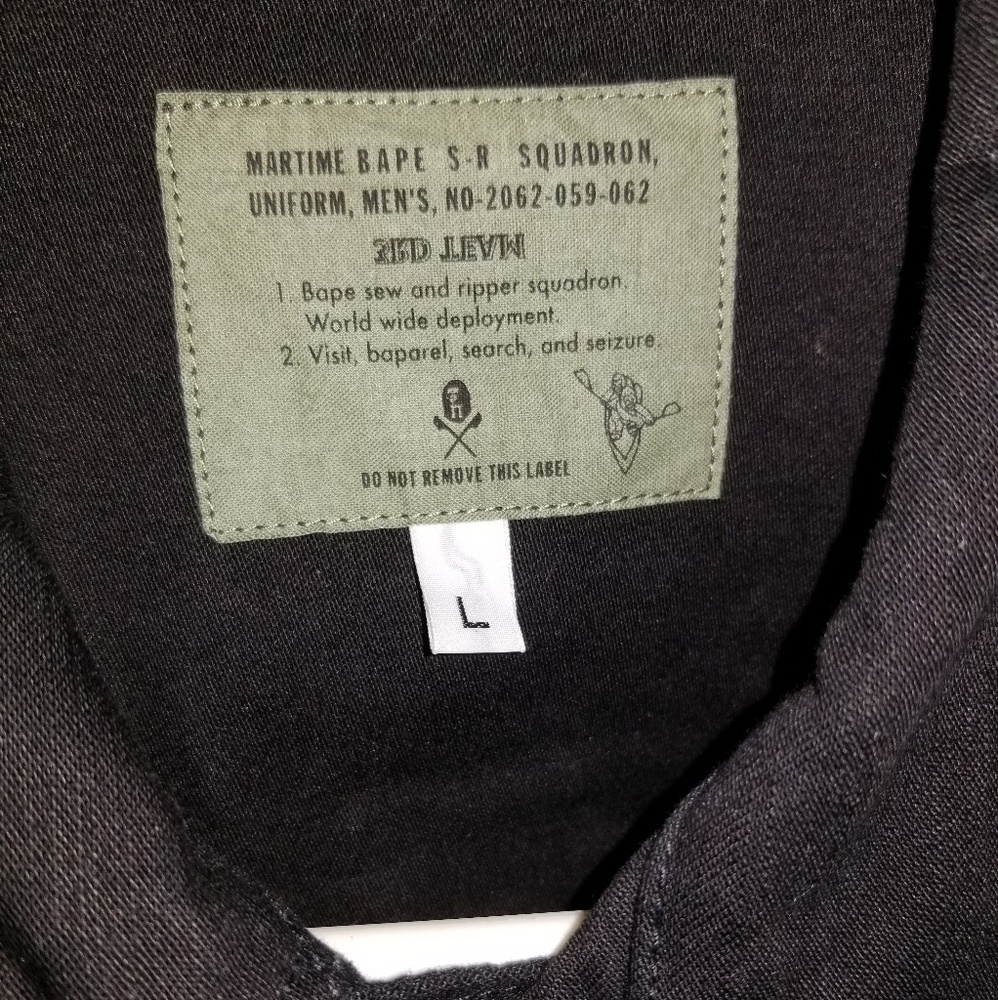 MARTIME BAPE S-R SQUADRON,
UNIFORM, MEN'S, NO-2062-059-062
1. Bape sew and ripper squadron.
World wide deployment.
2. Visit, baparel, search, and seizure.
DO NOT REMOVE THIS LABEL
L